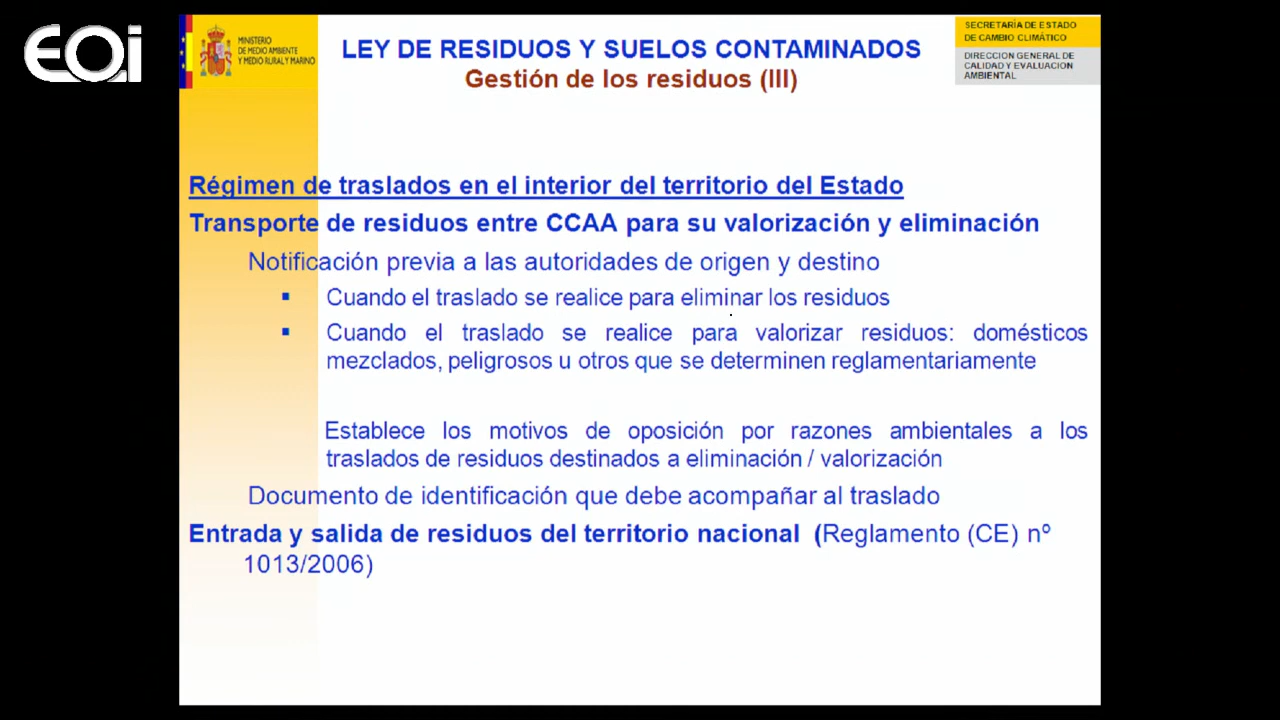 EOi
MINISTERIO
DE MEDIO AMBIENTE
Y MEDIO RURAL Y MARINO
LEY DE RESIDUOS Y SUELOS CONTAMINADOS
Gestión de los residuos (III)
SECRETARÍA DE ESTADO
DE CAMBIO CLIMÁTICO
DIRECCION GENERAL DE
CALIDAD Y EVALUACION
AMBIENTAL
Régimen de traslados en el interior del territorio del Estado
Transporte de residuos entre CCAA para su valorización y eliminación
Notificación previa a las autoridades de origen y destino
▪ Cuando el traslado se realice para eliminar los residuos
▪ Cuando el traslado se realice para valorizar residuos: domésticos
mezclados, peligrosos u otros que se determinen reglamentariamente
Establece los motivos de oposición por razones ambientales a los
traslados de residuos destinados a eliminación / valorización
Documento de identificación que debe acompañar al traslado
Entrada y salida de residuos del territorio nacional (Reglamento (CE) nº
1013/2006)